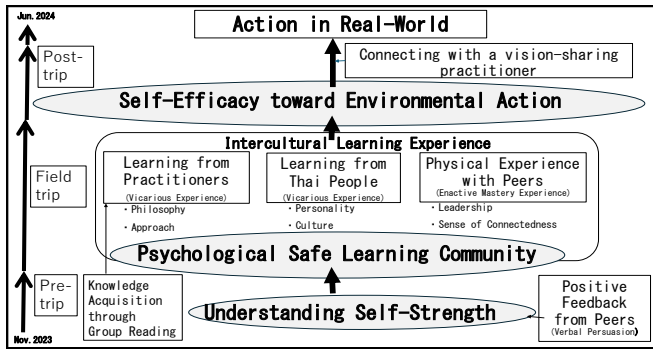 Jun. 2024
Action in Real-World
Post-
trip
Connecting with a vision-sharing
practitioner
Self-Efficacy toward Environmental Action
Intercultural Learning Experience
Field
trip
Learning from
Practitioners
(Vicarious Experience)
・Philosophy
・Approach
Learning from
Thai People
(Vicarious Experience)
・Personality
・Culture
Physical Experience
with Peers
(Enactive Mastery Experience)
・Leadership
・Sense of Connectedness
Psychological Safe Learning Community
Pre-
trip
Knowledge
Acquisition
through
Group Reading
Understanding Self-Strength
Positive
Feedback
from Peers
(Verbal Persuasion)
Nov. 2023